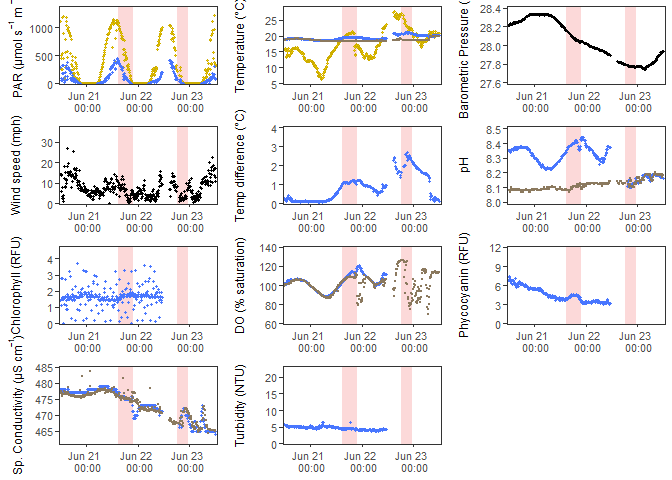 PAR (μmol s⁻¹ m⁻
1000
500
0
Jun 21 00:00
Jun 22 00:00
Jun 23 00:00
Temperature (°C)
25
20
15
10
5
Jun 21 00:00
Jun 22 00:00
Jun 23 00:00
Barometric Pressure (
28.4
28.2
28.0
27.8
27.6
Jun 21 00:00
Jun 22 00:00
Jun 23 00:00
Wind speed (mph)
30
20
10
0
Jun 21 00:00
Jun 22 00:00
Jun 23 00:00
Temp difference (°C)
4
3
2
1
0
Jun 21 00:00
Jun 22 00:00
Jun 23 00:00
pH
8.5
8.4
8.3
8.2
8.1
8.0
Jun 21 00:00
Jun 22 00:00
Jun 23 00:00
Chlorophyll (RFU)
4
3
2
1
0
Jun 21 00:00
Jun 22 00:00
Jun 23 00:00
DO (% saturation)
140
120
100
80
60
Jun 21 00:00
Jun 22 00:00
Jun 23 00:00
Phycocyanin (RFU)
12
9
6
3
0
Jun 21 00:00
Jun 22 00:00
Jun 23 00:00
Sp. Conductivity (μS cm⁻¹)
485
480
475
470
465
Jun 21 00:00
Jun 22 00:00
Jun 23 00:00
Turbidity (NTU)
20
15
10
5
0
Jun 21 00:00
Jun 22 00:00
Jun 23 00:00